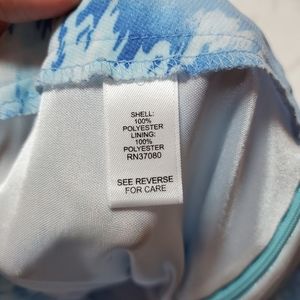 SHELL:
100%
POLYESTER
LINING:
100%
POLYESTER
RN37080
SEE REVERSE
FOR CARE